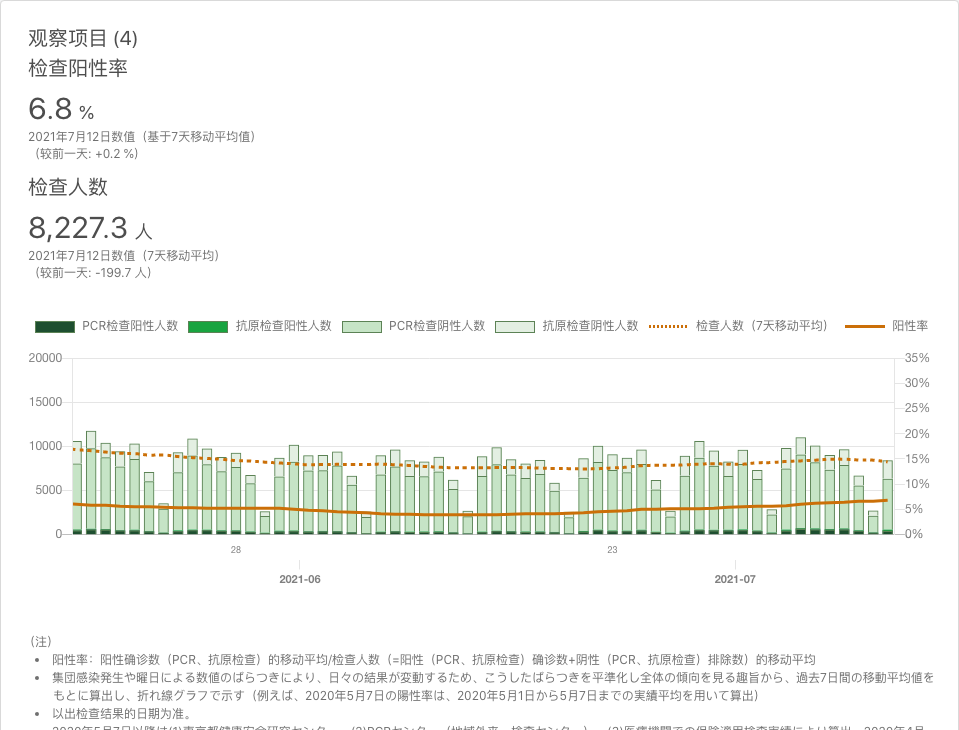 观察项目 (4)
检查阳性率
6.8 %
2021年7月12日数值（基于7天移动平均值）
（较前一天: +0.2 %）
检查人数
8,227.3 人
2021年7月12日数值（7天移动平均）
（较前一天: -199.7 人）
PCR检查阳性人数 抗原检查阳性人数 PCR检查阴性人数 抗原检查阴性人数 检查人数（7天移动平均） 阳性率
20000 35%
30%
15000 25%
20%
10000 15%
5000 10%
5%
0 0%
28 23
2021-06 2021-07
(注)
• 阳性率：阳性确诊数（PCR、抗原检查）的移动平均/检查人数（=阳性（PCR、抗原检查）确诊数+阴性（PCR、抗原检查）排除数）的移动平均
• 集団感染発生や曜日による数値のばらつきにより、日々の結果が変動するため、こうしたばらつきを平準化し全体の傾向を見る趣旨から、過去7日間の移動平均値を
もとに算出し、折れ線グラフで示す（例えば、2020年5月7日の陽性率は、2020年5月1日から5月7日までの実績平均を用いて算出）
• 以出检查结果的日期为准。